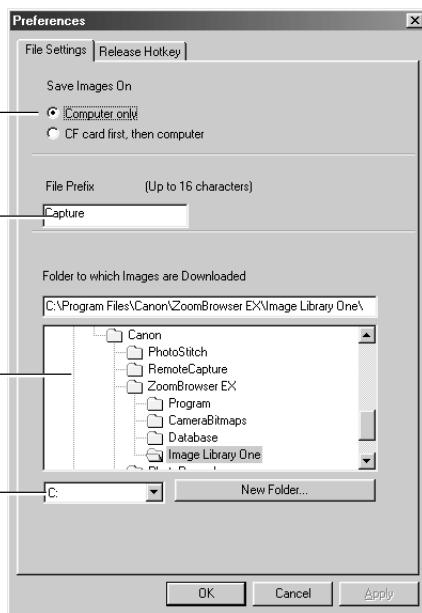 Preferences
File Settings Release Hotkey
Save Images On
Computer only
CF card first, then computer
File Prefix (Up to 16 characters)
Capture
Folder to which Images are Downloaded
C:\Program Files\Canon\ZoomBrowser EX\Image Library One\
Canon
PhotoStitch
RemoteCapture
ZoomBrowser EX
Program
CameraBitmaps
Database
Image Library One
C: New Folder...
OK Cancel Apply